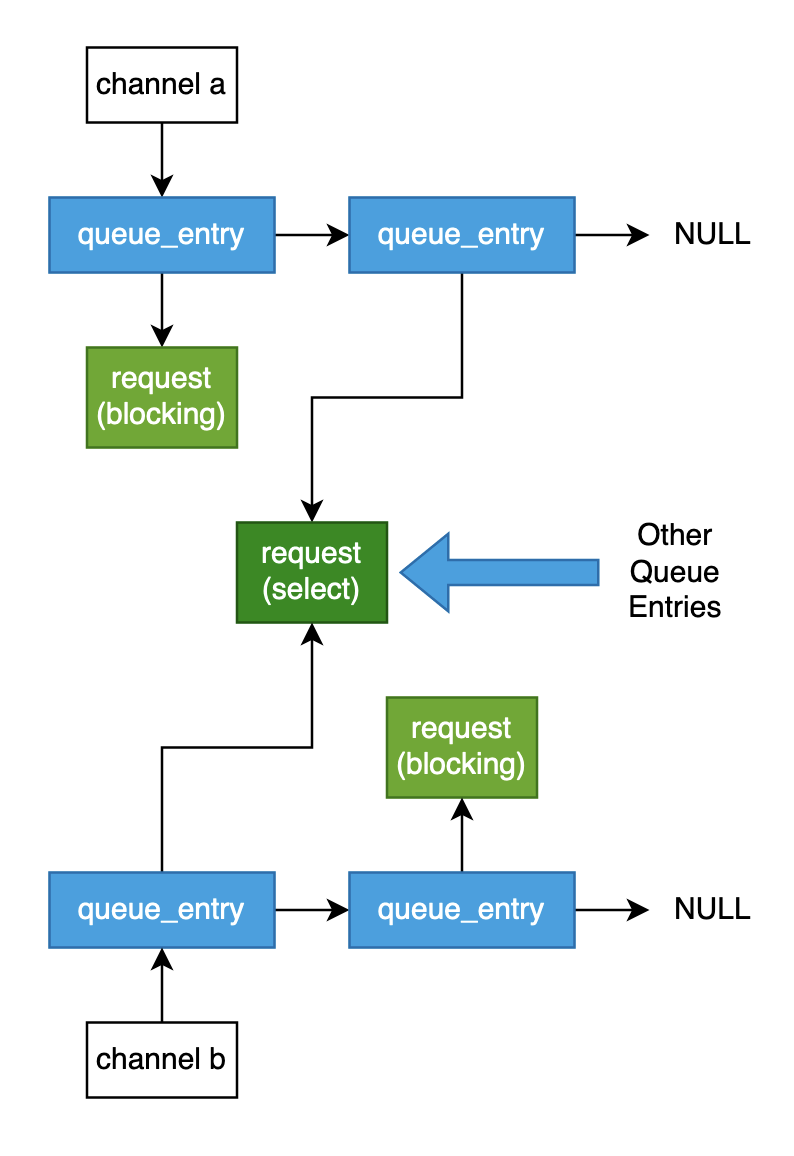 channel a
queue_entry
queue_entry
NULL
request
(blocking)
request
(select)
Other
Queue
Entries
request
(blocking)
queue_entry
queue_entry
NULL
channel b